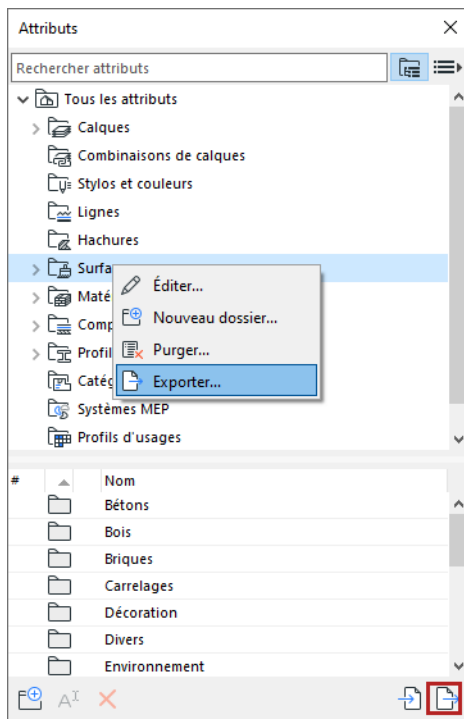 Attributs
Rechercher attributs
Tous les attributs
Calques
Combinaisons de calques
Stylos et couleurs
Lignes
Hachures
Surfa
Éditer...
Maté
Nouveau dossier...
Comp
Purger...
Profil
Exporter...
Catég
Systèmes MEP
Profils d'usages
# Nom
Bétons
Bois
Briques
Carrelages
Décoration
Divers
Environnement